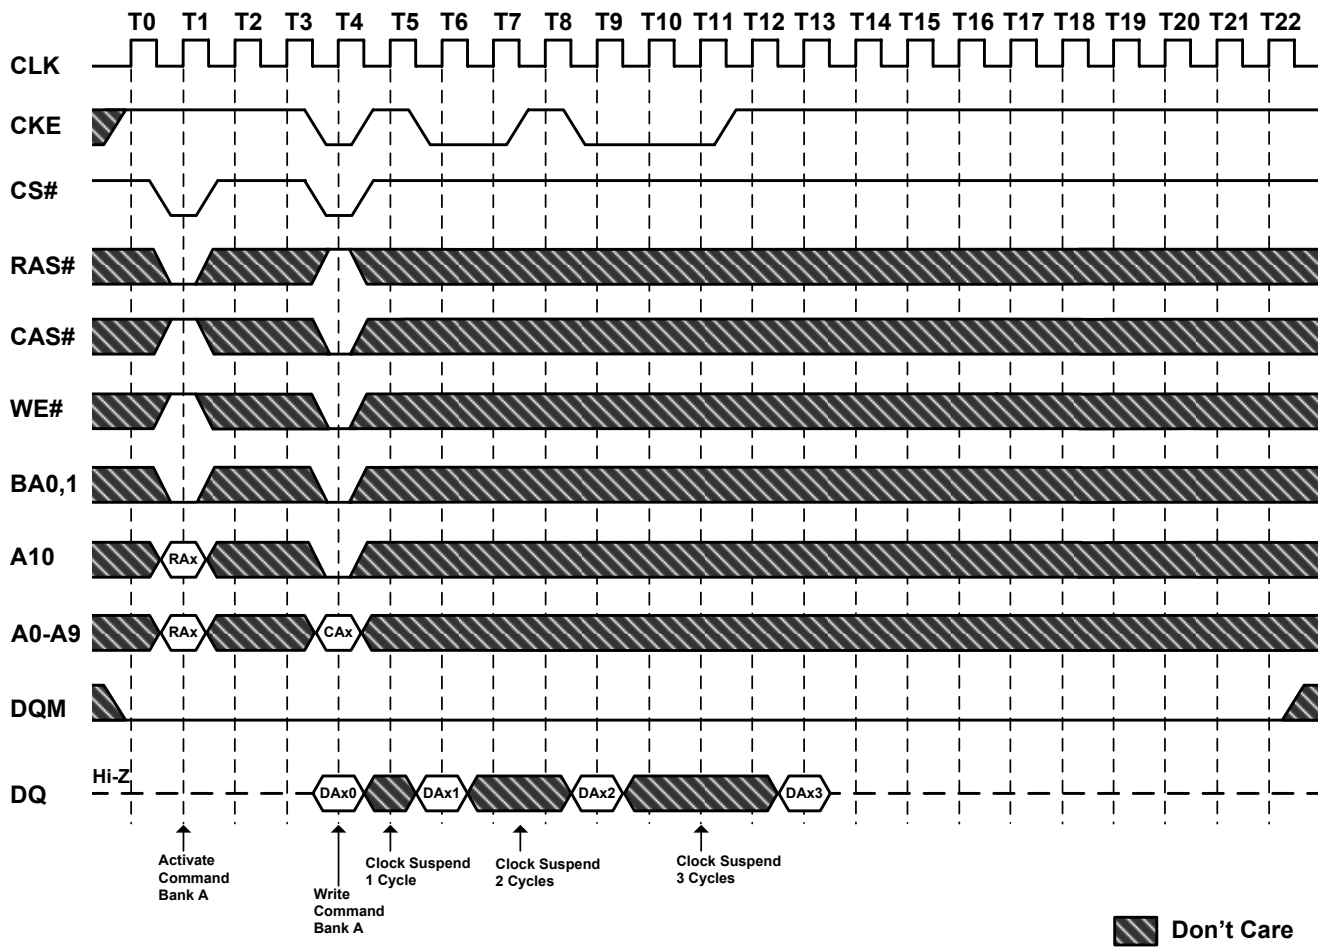 T0 T1 T2 T3 T4 T5 T6 T7 T8 T9 T10 T11 T12 T13 T14 T15 T16 T17 T18 T19 T20 T21 T22
CLK
CKE
CS#
RAS#
CAS#
WE#
BA0,1
A10 RAx
A0-A9 RAx CAx
DQM
Hi-Z
DQ DAx0 DAx1 DAx2 DAx3
Activate
Command
Bank A
Write
Command
Bank A
Clock Suspend
1 Cycle
Clock Suspend
2 Cycles
Clock Suspend
3 Cycles
Don't Care